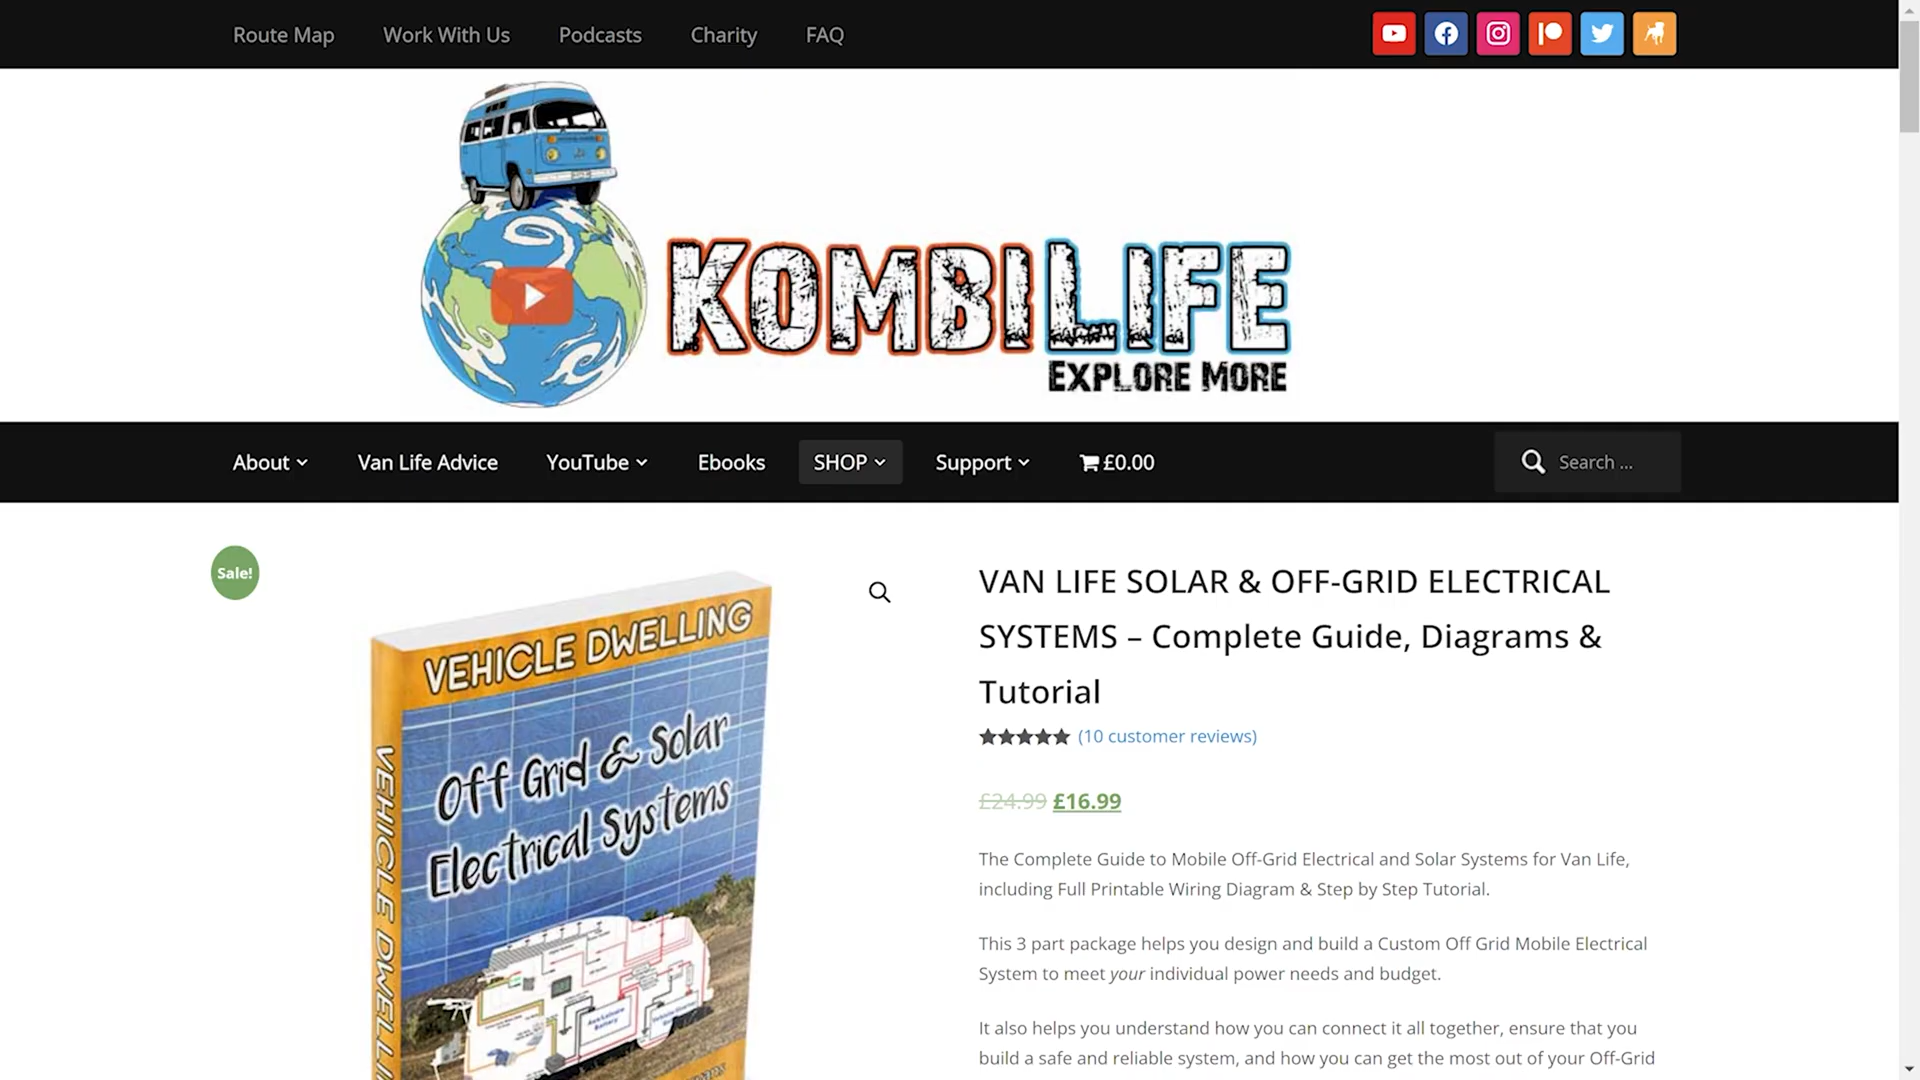 Route Map Work With Us Podcasts Charity FAQ
KOMBILIFE
EXPLORE MORE
About Van Life Advice YouTube Ebooks SHOP Support £0.00 Search ...
Sale!
VEHICLE DWELLING
Off Grid & Solar
Electrical Systems
VEHICLE DWELLIN
VAN LIFE SOLAR & OFF-GRID ELECTRICAL
SYSTEMS – Complete Guide, Diagrams &
Tutorial
(10 customer reviews)
£24.99 £16.99
The Complete Guide to Mobile Off-Grid Electrical and Solar Systems for Van Life,
including Full Printable Wiring Diagram & Step by Step Tutorial.
This 3 part package helps you design and build a Custom Off Grid Mobile Electrical
System to meet your individual power needs and budget.
It also helps you understand how you can connect it all together, ensure that you
build a safe and reliable system, and how you can get the most out of your Off-Grid